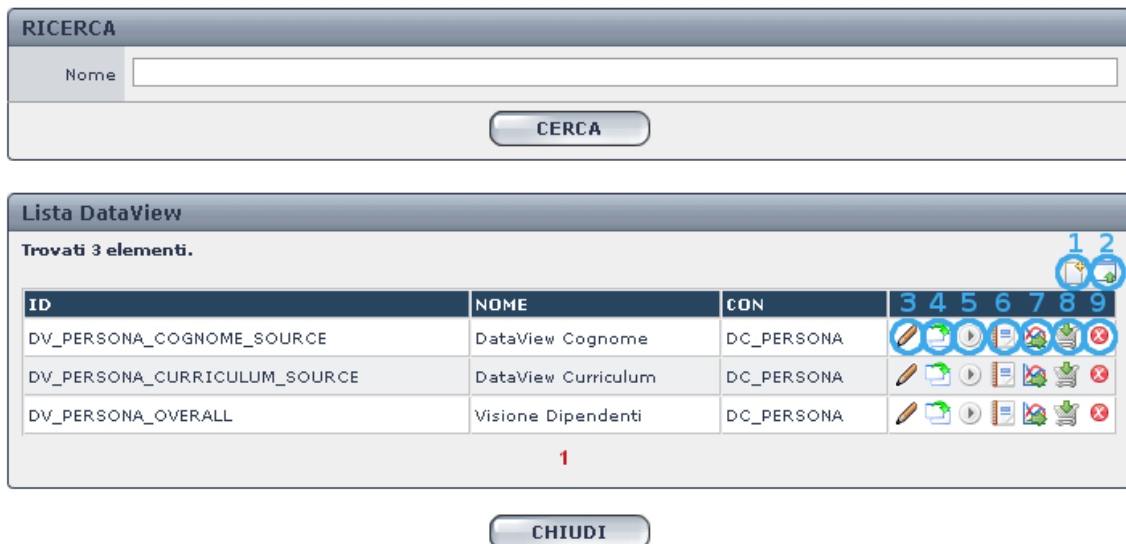 RICERCA
Nome
CERCA
Lista DataView
Trovati 3 elementi.
1 2
ID NOME CON 3 4 5 6 7 8 9
DV_PERSONA_COGNOME_SOURCE DataView Cognome DC_PERSONA
DV_PERSONA_CURRICULUM_SOURCE DataView Curriculum DC_PERSONA
DV_PERSONA_OVERALL Visione Dipendenti DC_PERSONA
1
CHIUDI